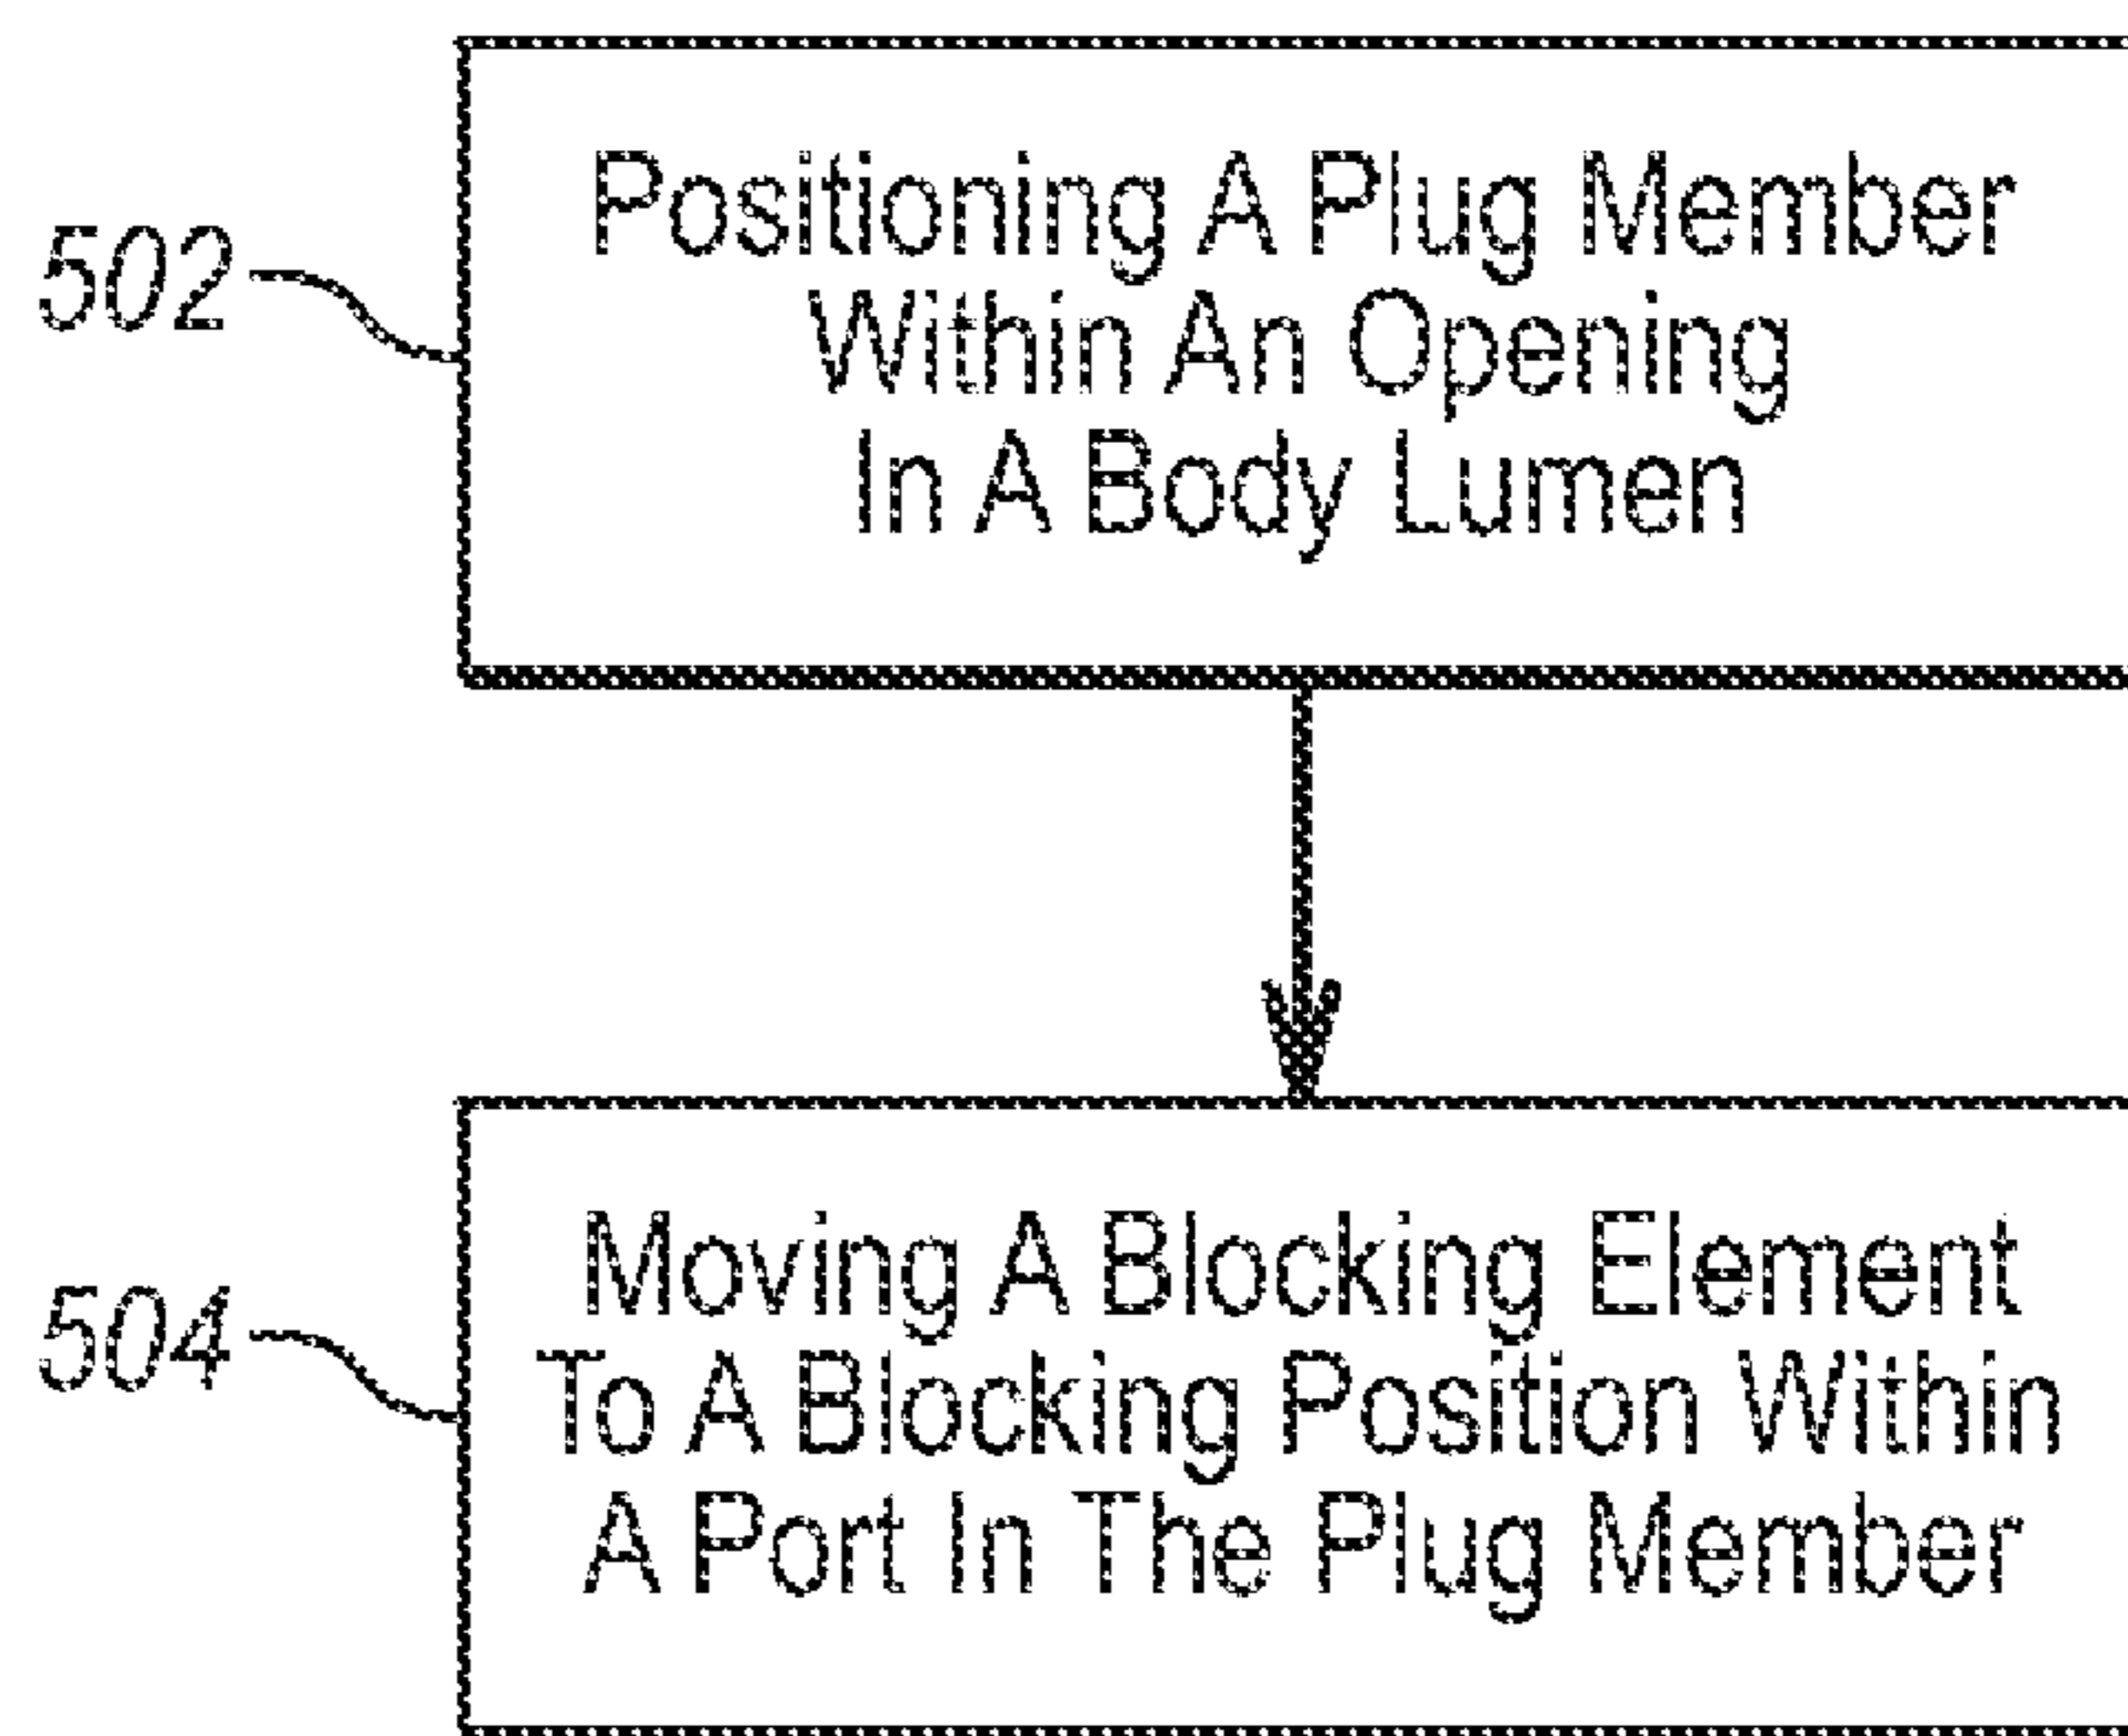 502
Positioning A Plug Member
Within An Opening
In A Body Lumen
504
Moving A Blocking Element
To A Blocking Position Within
A Port In The Plug Member